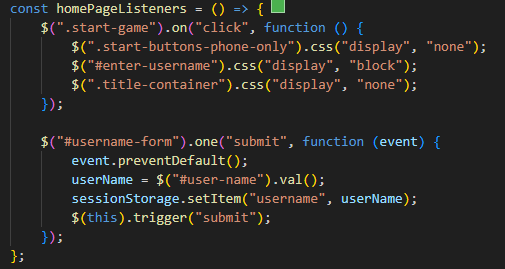 const homePageListeners = () => {
    $(".start-game").on("click", function () {
        $(".start-buttons-phone-only").css("display", "none");
        $("#enter-username").css("display", "block");
        $(".title-container").css("display", "none");
    });

    $("#username-form").one("submit", function (event) {
        event.preventDefault();
        userName = $("#user-name").val();
        sessionStorage.setItem("username", userName);
        $(this).trigger("submit");
    });
};